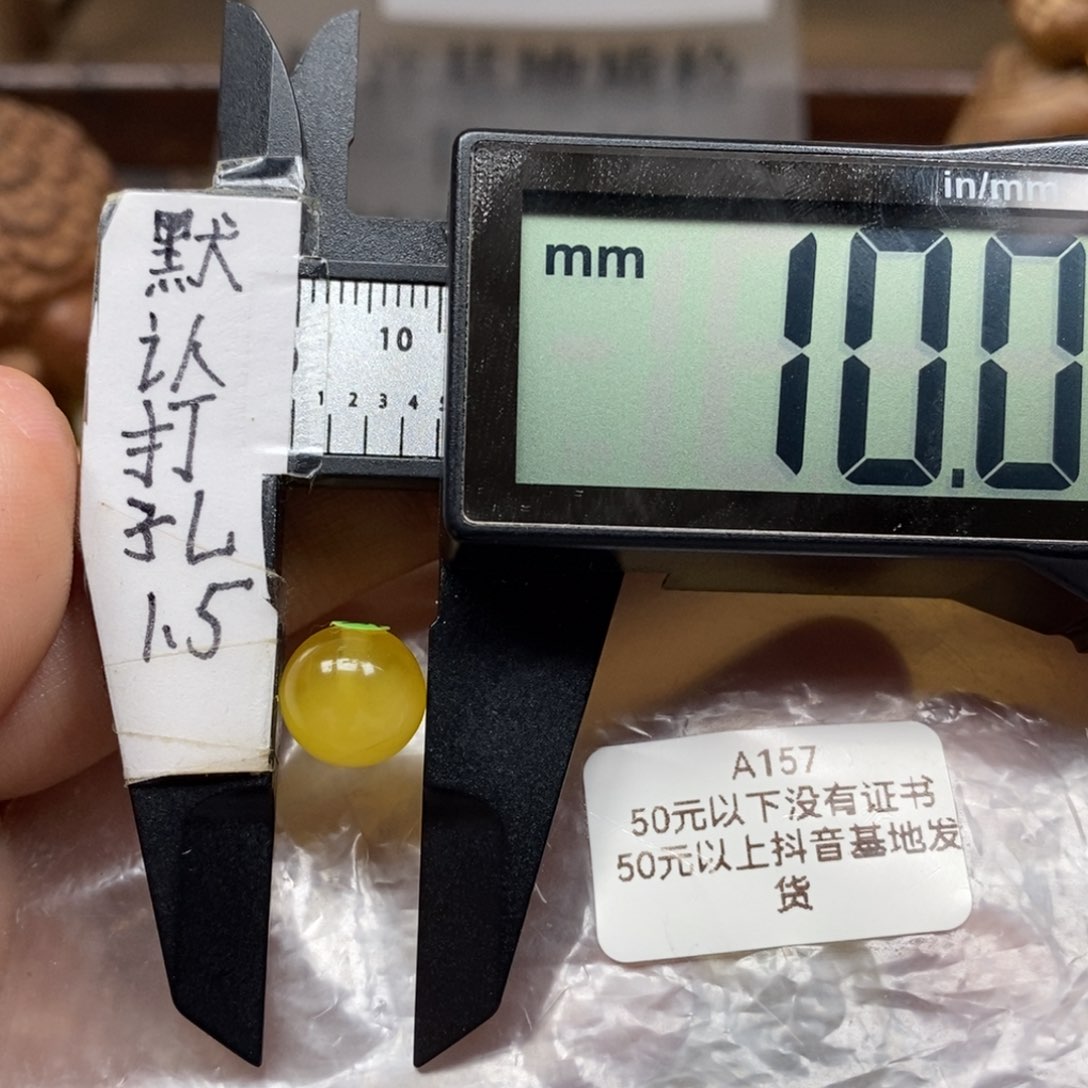 默
认
打
孔
1.5
in/mm
mm
10.0
10
1 2 3 4
A157
50元以下没有证书
50元以上抖音基地发
货